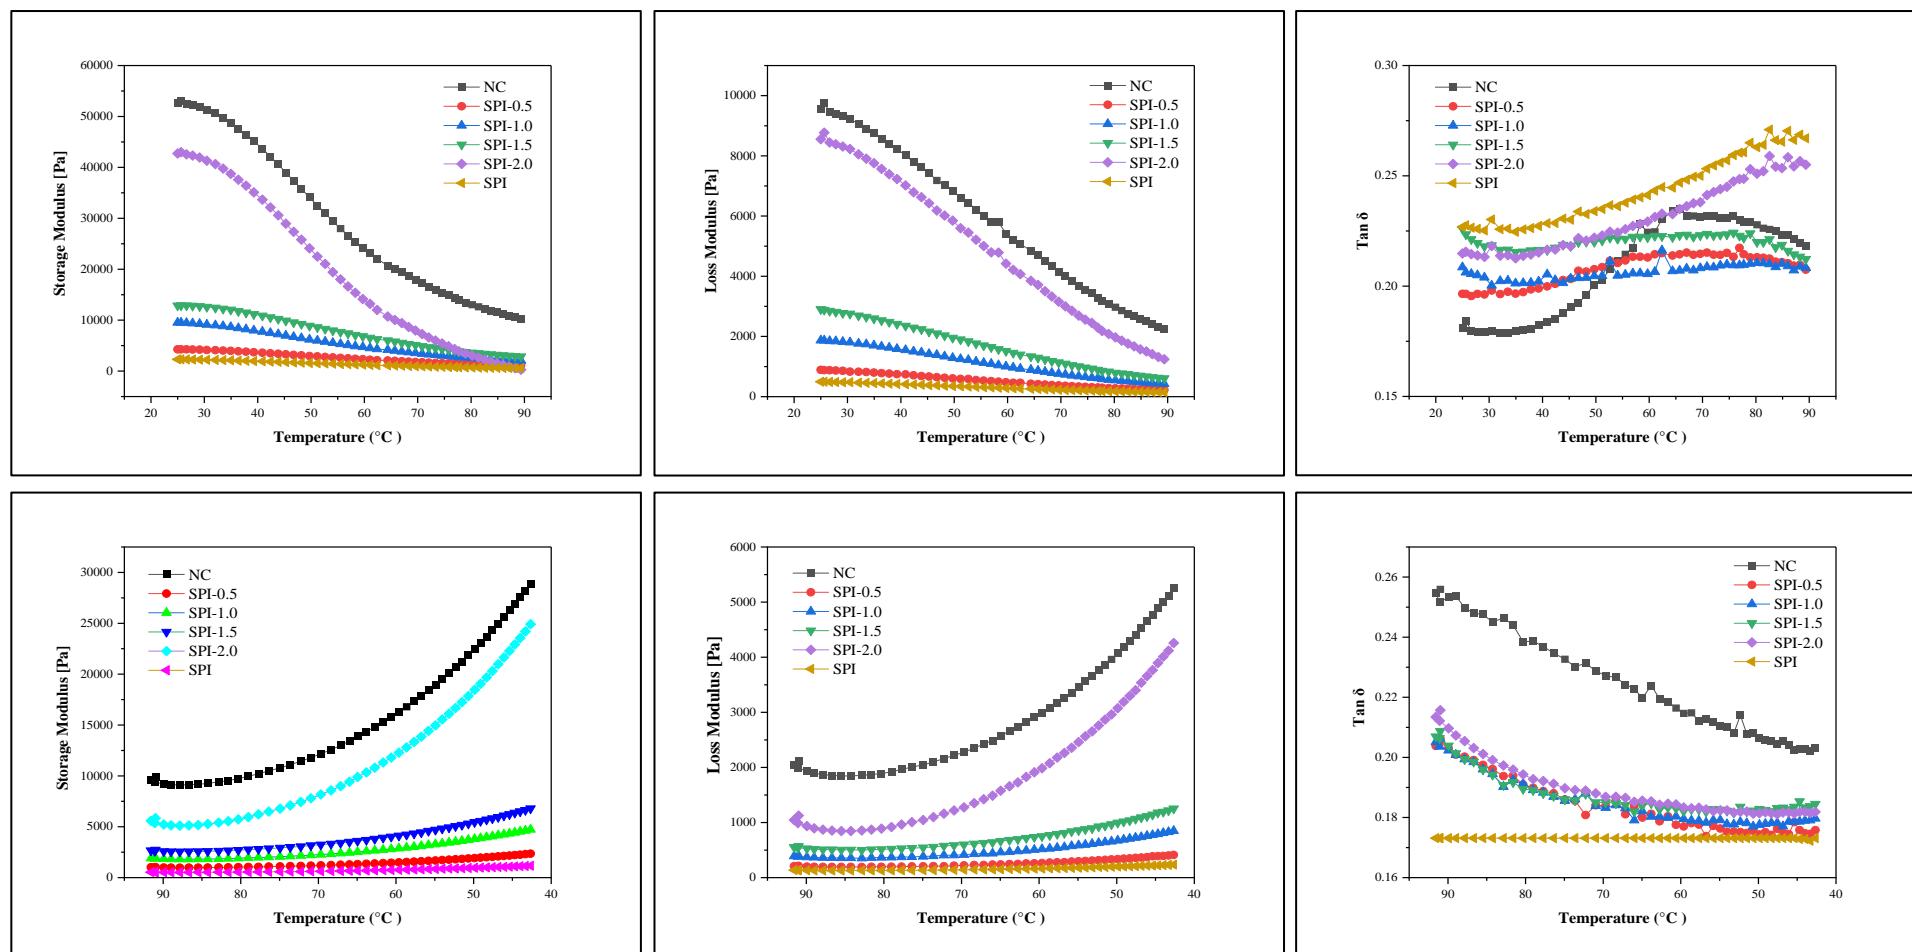 60000
50000
40000
30000
20000
10000
0
Storage Modulus [Pa]
20 30 40 50 60 70 80 90
Temperature (°C )
NC
SPI-0.5
SPI-1.0
SPI-1.5
SPI-2.0
SPI
10000
8000
6000
4000
2000
0
Loss Modulus [Pa]
20 30 40 50 60 70 80 90
Temperature (°C )
NC
SPI-0.5
SPI-1.0
SPI-1.5
SPI-2.0
SPI
0.30
0.25
0.20
0.15
Tan δ
20 30 40 50 60 70 80 90
Temperature (°C )
NC
SPI-0.5
SPI-1.0
SPI-1.5
SPI-2.0
SPI
30000
25000
20000
15000
10000
5000
0
Storage Modulus [Pa]
90 80 70 60 50 40
Temperature (°C )
NC
SPI-0.5
SPI-1.0
SPI-1.5
SPI-2.0
SPI
6000
5000
4000
3000
2000
1000
0
Loss Modulus [Pa]
90 80 70 60 50 40
Temperature (°C )
NC
SPI-0.5
SPI-1.0
SPI-1.5
SPI-2.0
SPI
0.26
0.24
0.22
0.20
0.18
0.16
Tan δ
90 80 70 60 50 40
Temperature (°C )
NC
SPI-0.5
SPI-1.0
SPI-1.5
SPI-2.0
SPI